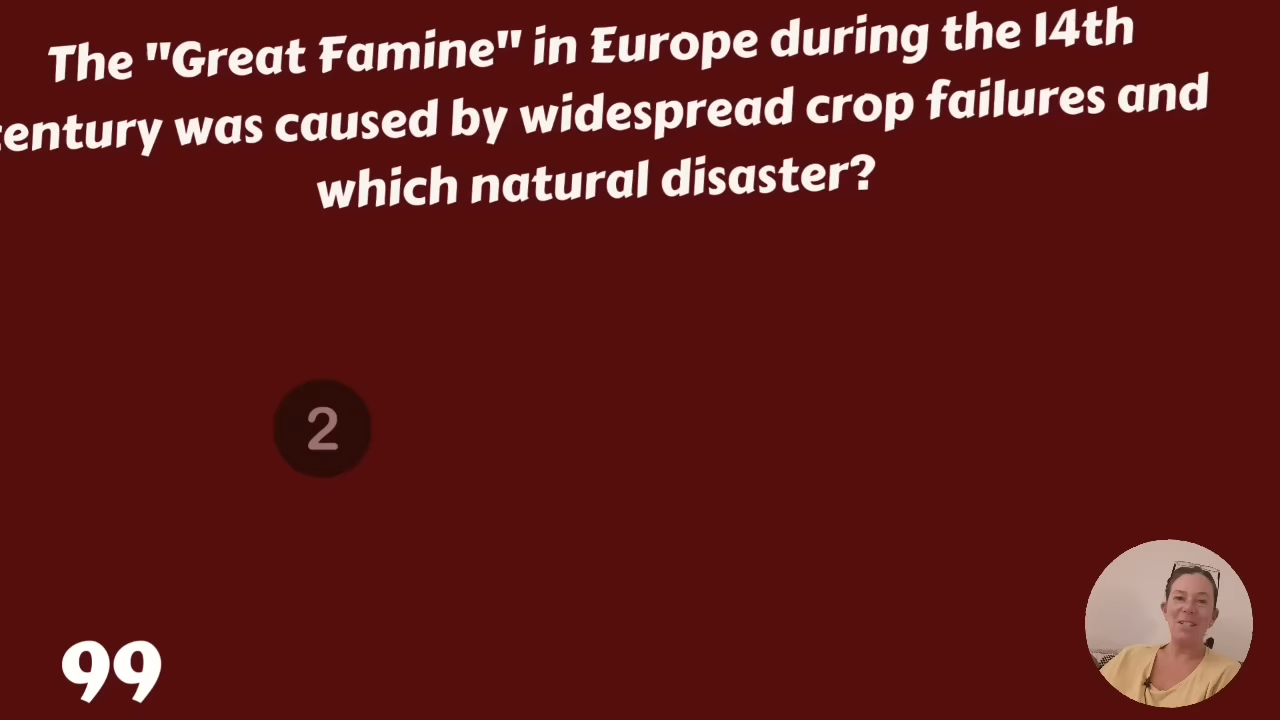 The "Great Famine" in Europe during the 14th
century was caused by widespread crop failures and
which natural disaster?
2
99